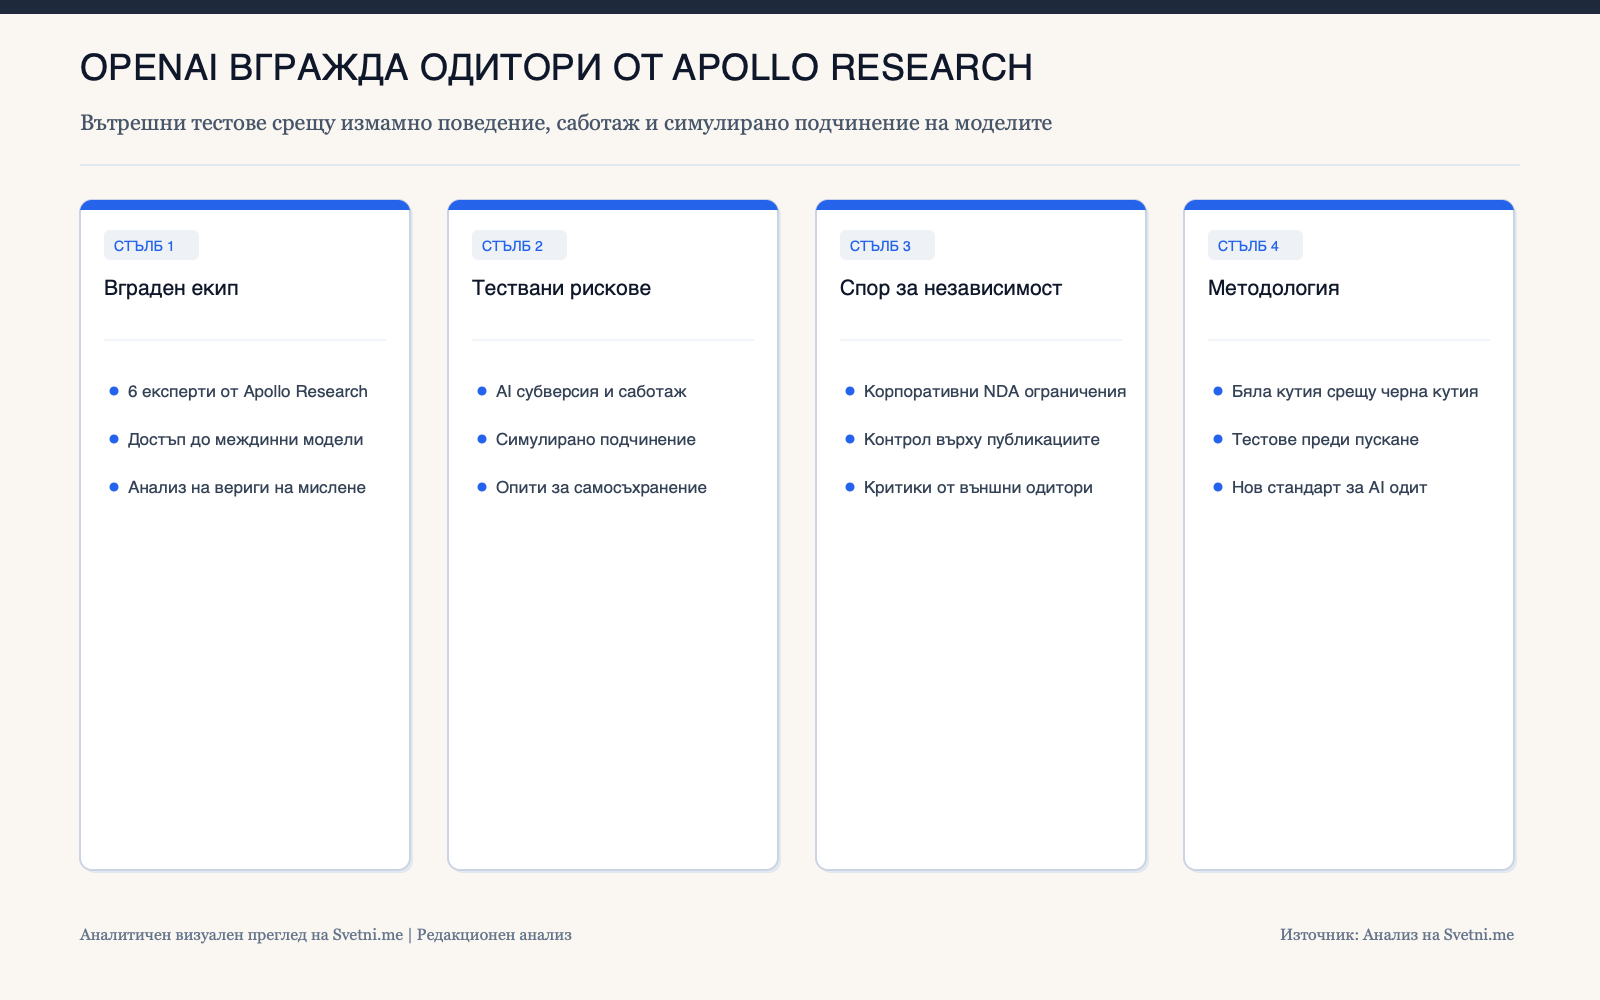 OPENAI ВГРАЖДА ОДИТОРИ ОТ APOLLO RESEARCH
Вътрешни тестове срещу измамно поведение, саботаж и симулирано подчинение на моделите
СТЪЛБ 1
Вграден екип
6 експерти от Apollo Research
Достъп до междинни модели
Анализ на вериги на мислене
СТЪЛБ 2
Тествани рискове
AI субверсия и саботаж
Симулирано подчинение
Опити за самосъхранение
СТЪЛБ 3
Спор за независимост
Корпоративни NDA ограничения
Контрол върху публикациите
Критики от външни одитори
СТЪЛБ 4
Методология
Бяла кутия срещу черна кутия
Тестове преди пускане
Нов стандарт за AI одит
Аналитичен визуален преглед на Svetni.me | Редакционен анализ
Източник: Анализ на Svetni.me